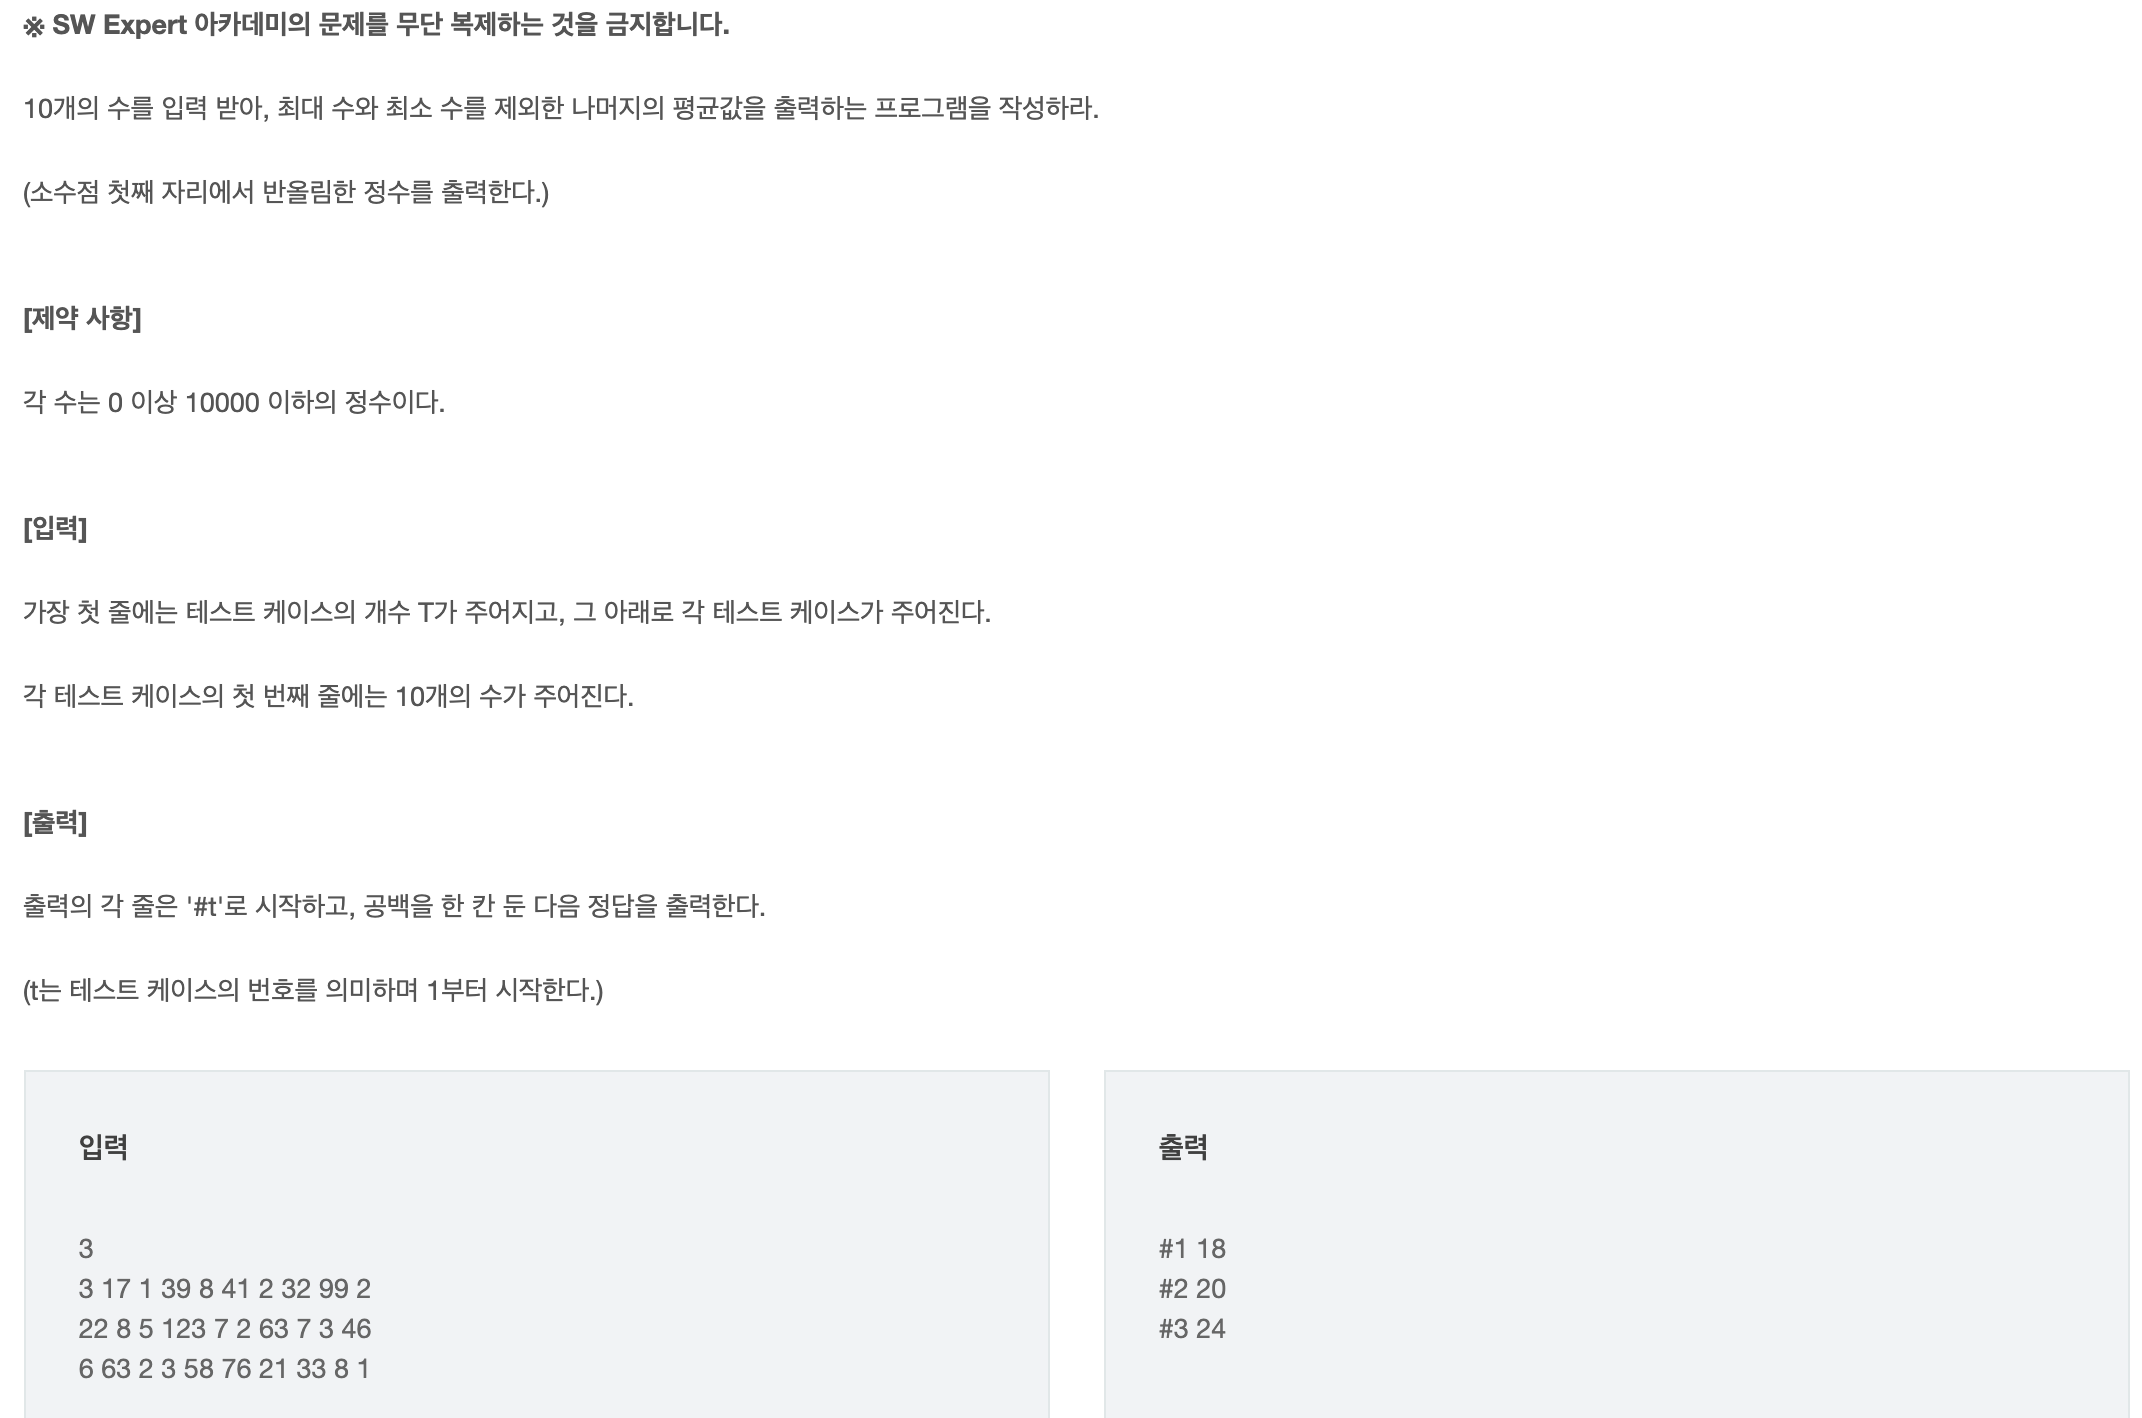 ※ SW Expert 아카데미의 문제를 무단 복제하는 것을 금지합니다.
10개의 수를 입력 받아, 최대 수와 최소 수를 제외한 나머지의 평균값을 출력하는 프로그램을 작성하라.
(소수점 첫째 자리에서 반올림한 정수를 출력한다.)
[제약 사항]
각 수는 0 이상 10000 이하의 정수이다.
[입력]
가장 첫 줄에는 테스트 케이스의 개수 T가 주어지고, 그 아래로 각 테스트 케이스가 주어진다.
각 테스트 케이스의 첫 번째 줄에는 10개의 수가 주어진다.
[출력]
출력의 각 줄은 '#t'로 시작하고, 공백을 한 칸 둔 다음 정답을 출력한다.
(t는 테스트 케이스의 번호를 의미하며 1부터 시작한다.)
입력
3
3 17 1 39 8 41 2 32 99 2
22 8 5 123 7 2 63 7 3 46
6 63 2 3 58 76 21 33 8 1
출력
#1 18
#2 20
#3 24